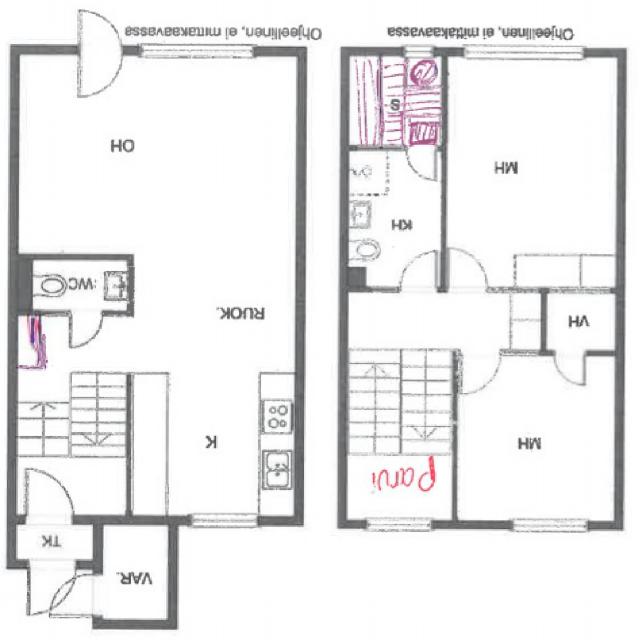 Ohjeellinen, ei mittakaavassa
Ohjeellinen, ei mittakaavassa
OH
S
MH
KH
WC
RUOK.
VH
K
MH
Parvi
TK
VAR.